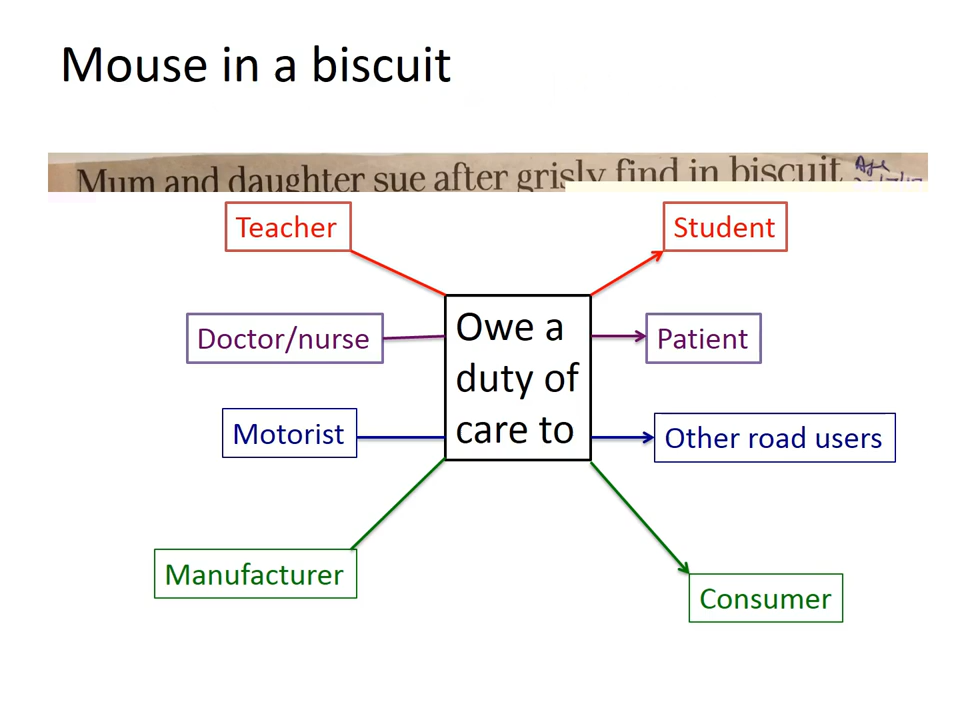 Mouse in a biscuit
Mum and daughter sue after grisly find in biscuit Age
Teacher
Student
Owe a
duty of
care to
Doctor/nurse
Patient
Motorist
Other road users
Manufacturer
Consumer